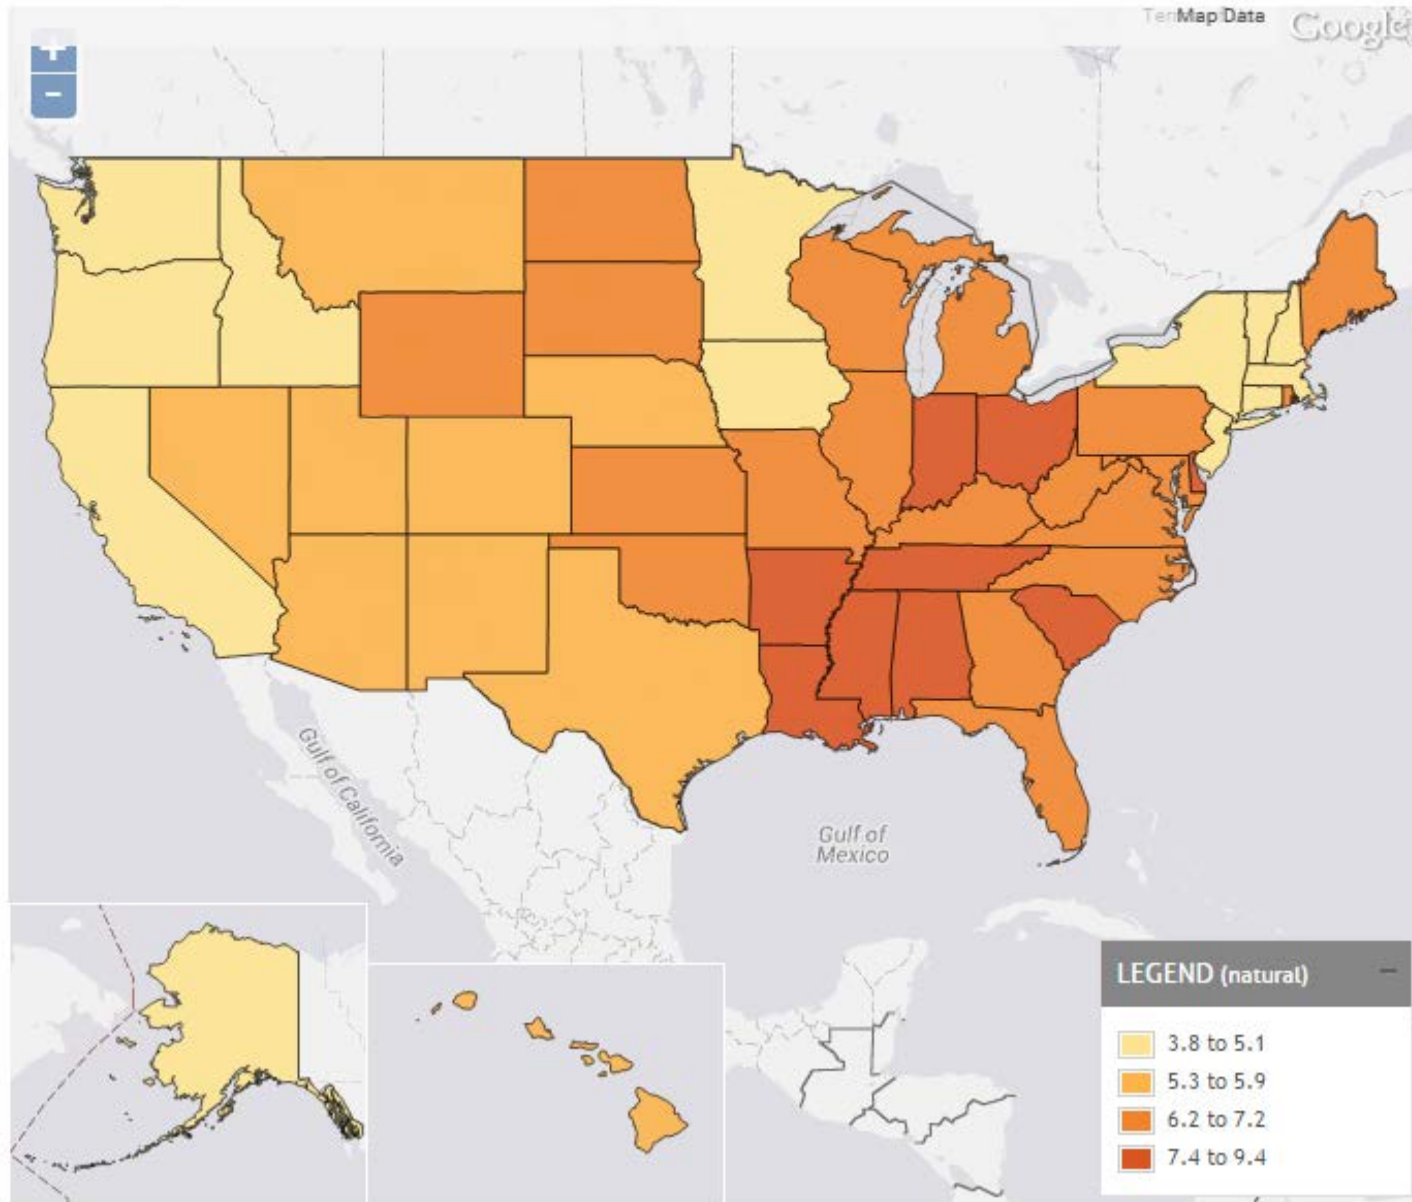 Map Data
Google
+
-
Gulf of California
Gulf of
Mexico
LEGEND (natural)
3.8 to 5.1
5.3 to 5.9
6.2 to 7.2
7.4 to 9.4